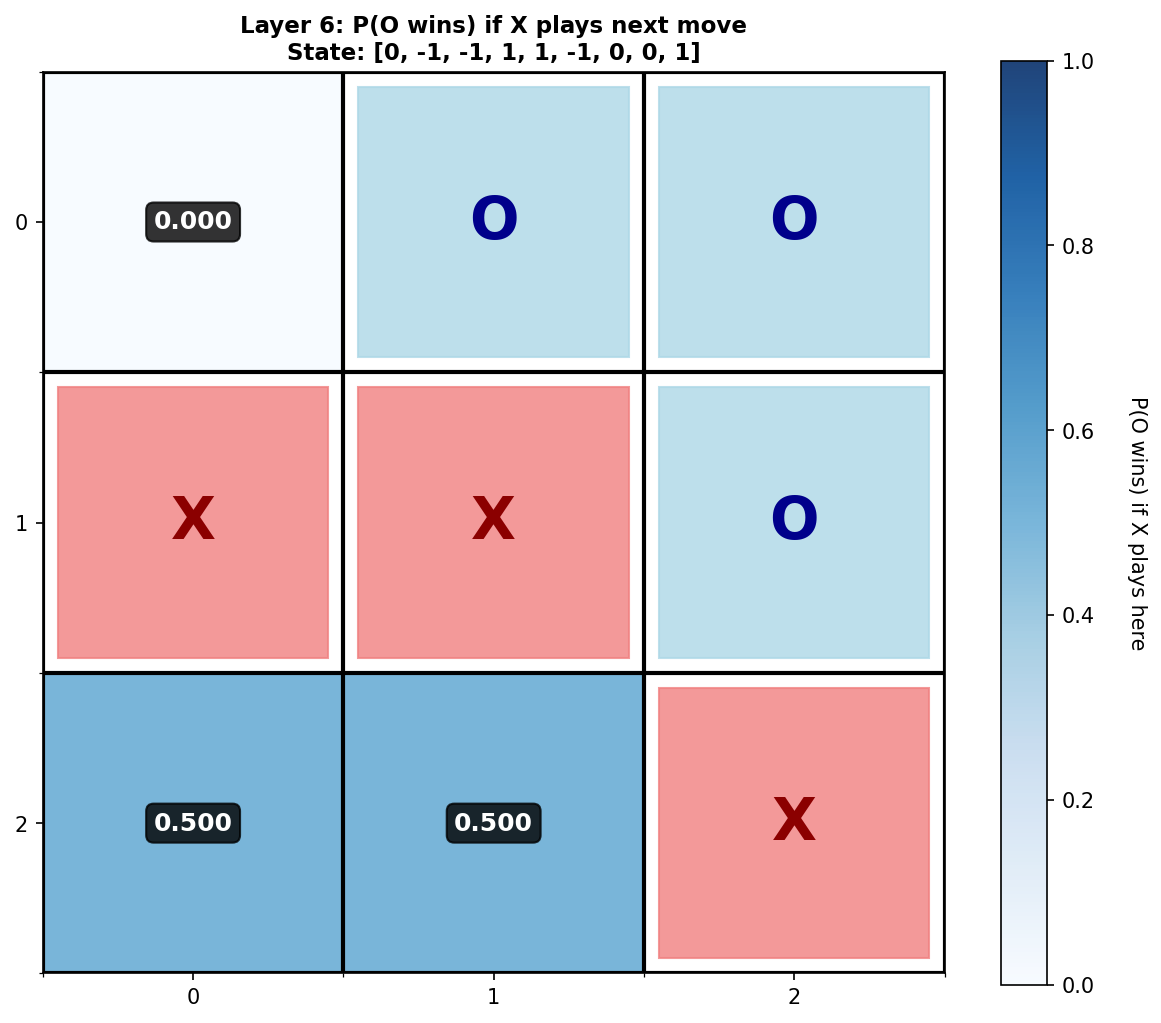 Layer 6: P(O wins) if X plays next move
State: [0, -1, -1, 1, 1, -1, 0, 0, 1]
0.000
O
O
X
X
O
0.500
0.500
X
0
1
2
0
1
2
1.0
0.8
0.6
0.4
0.2
0.0
P(O wins) if X plays here